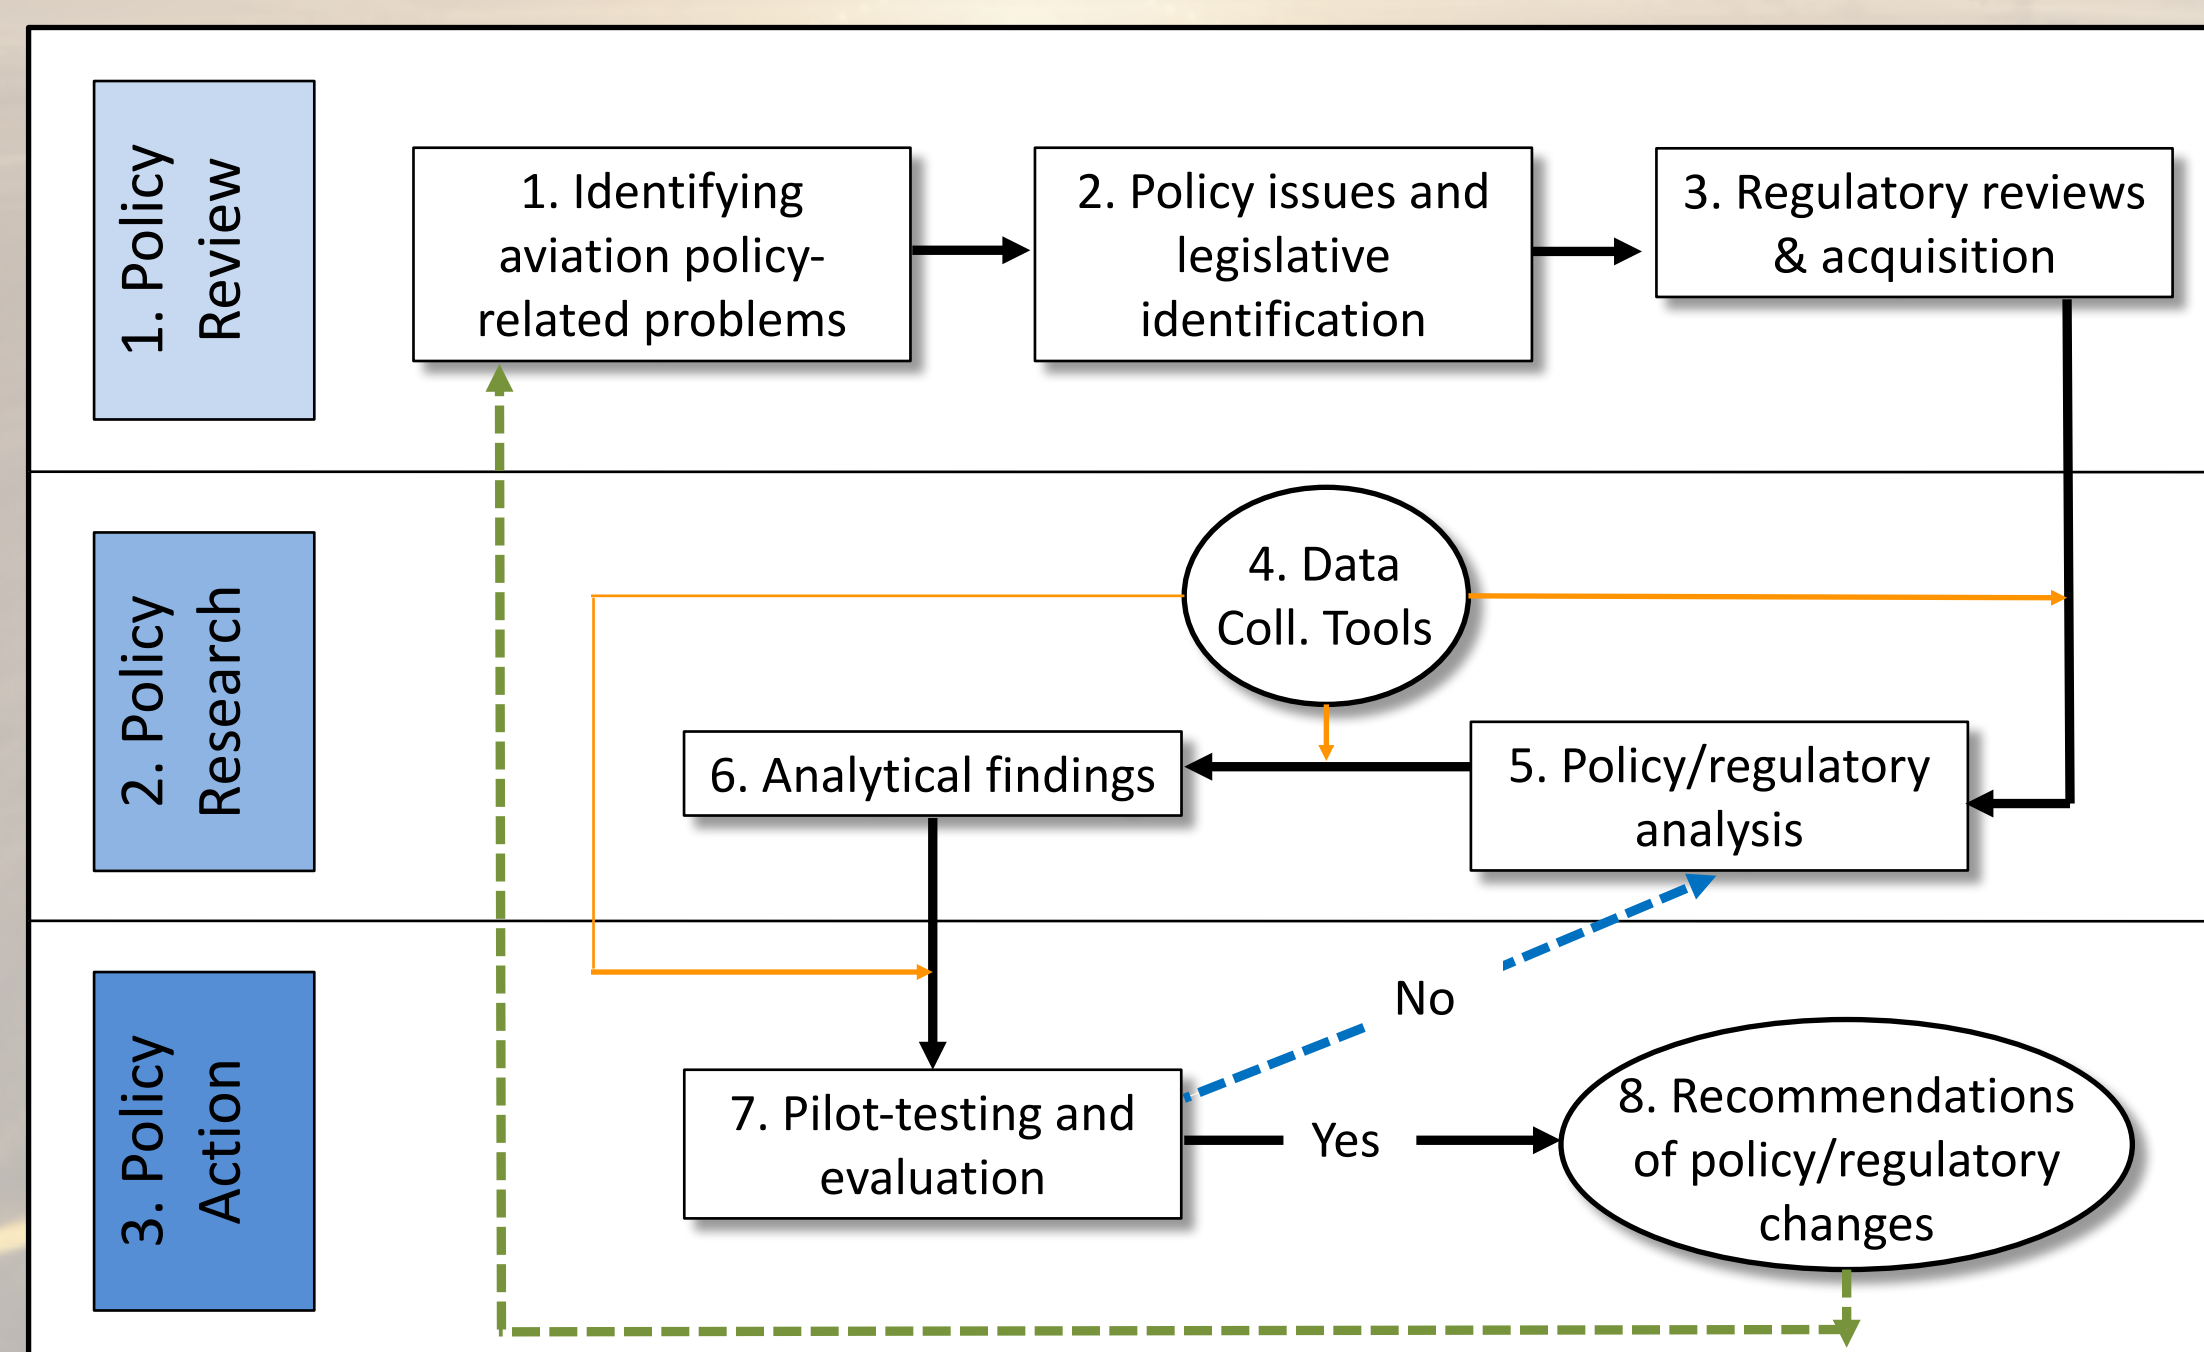 1. Policy
Review
1. Identifying
aviation policy-
related problems
2. Policy issues and
legislative
identification
3. Regulatory reviews
& acquisition
2. Policy
Research
4. Data
Coll. Tools
6. Analytical findings
5. Policy/regulatory
analysis
3. Policy
Action
No
7. Pilot-testing and
evaluation
Yes
8. Recommendations
of policy/regulatory
changes